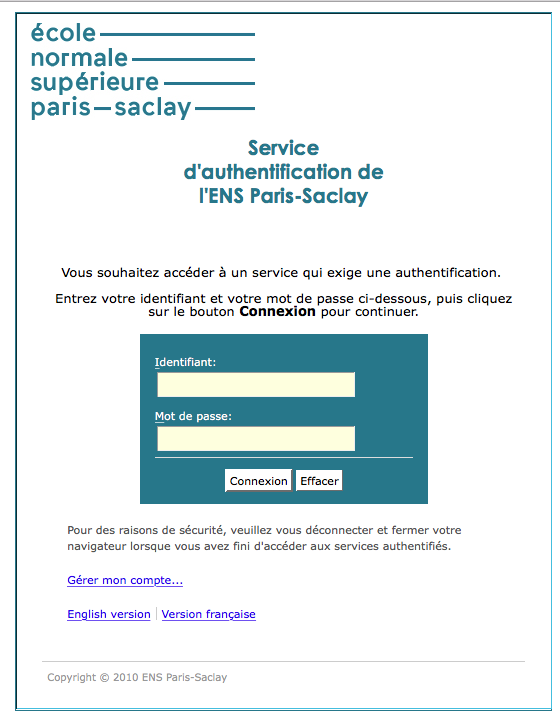 école
normale
supérieure
paris—saclay
Service
d'authentification de
l'ENS Paris-Saclay
Vous souhaitez accéder à un service qui exige une authentification.
Entrez votre identifiant et votre mot de passe ci-dessous, puis cliquez
sur le bouton Connexion pour continuer.
Identifiant:
Mot de passe:
Connexion Effacer
Pour des raisons de sécurité, veuillez vous déconnecter et fermer votre
navigateur lorsque vous avez fini d'accéder aux services authentifiés.
Gérer mon compte...
English version | Version française
Copyright © 2010 ENS Paris-Saclay